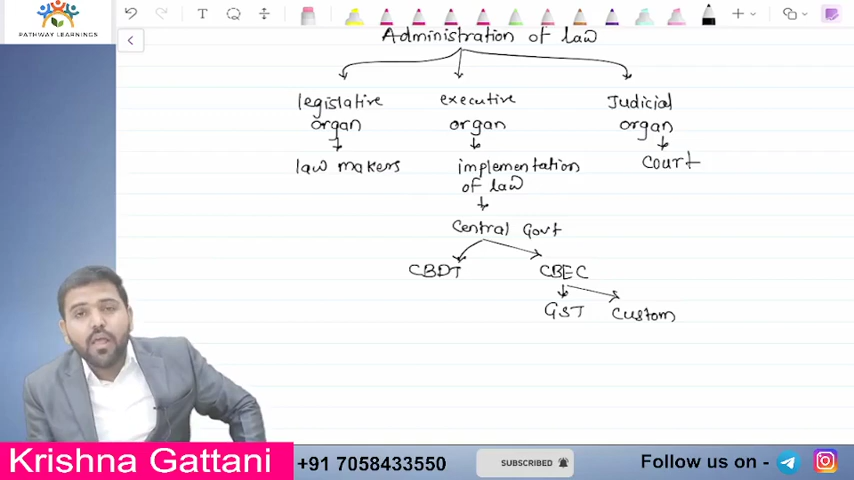 PATHWAY LEARNINGS
T
Administration of law
legislative organ
executive organ
Judicial organ
law makers
implementation of law
Court
Central Govt
CBDT
CBEC
GST
Custom
Krishna Gattani
+91 7058433550
SUBSCRIBED
Follow us on -